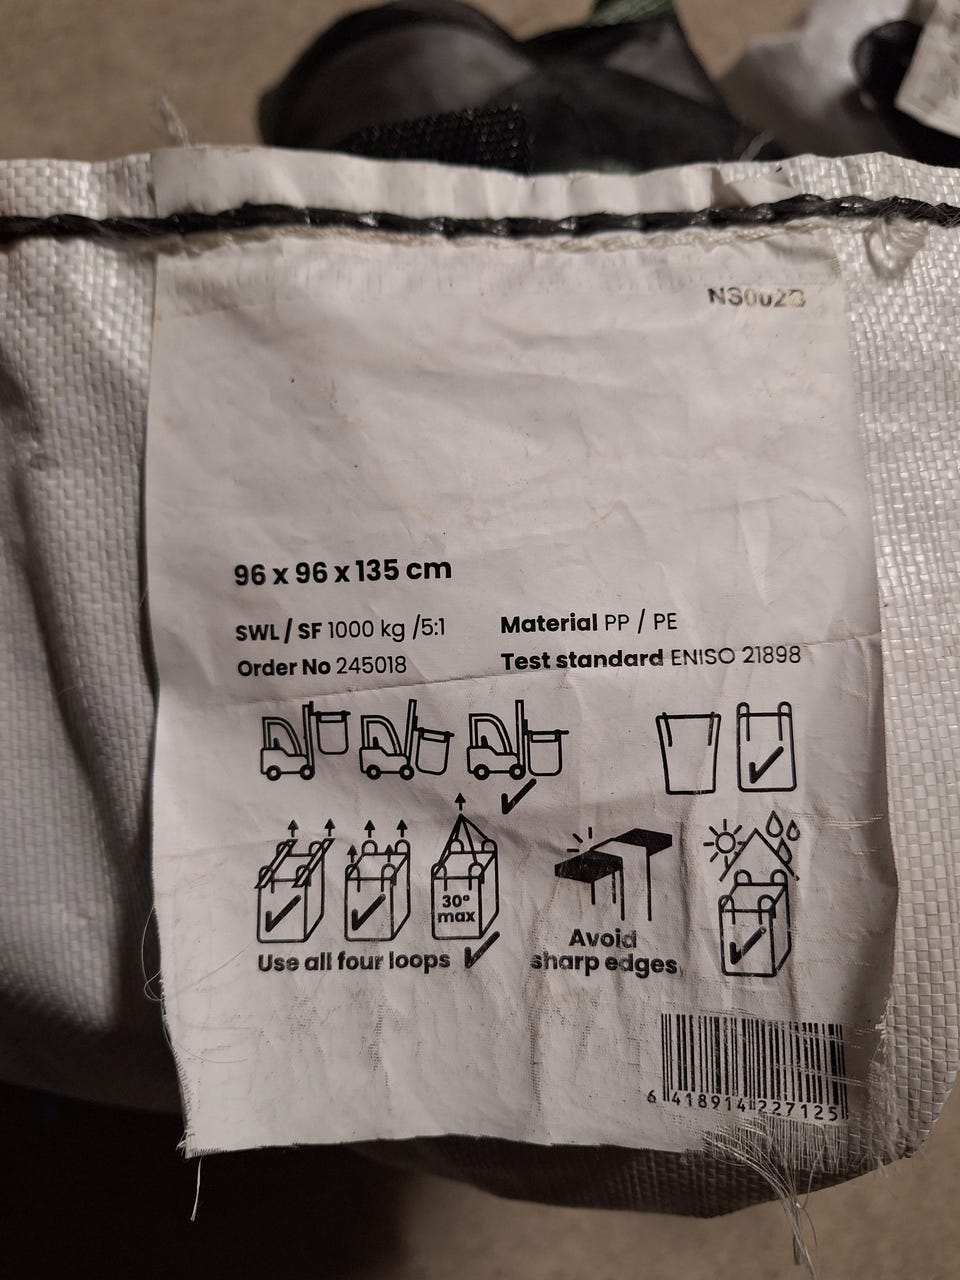 NS002B
96 x 96 x 135 cm
SWL / SF 1000 kg /5:1
Material PP / PE
Order No 245018
Test standard ENISO 21898
30°
max
Use all four loops
Avoid
sharp edges
6 418914 227125